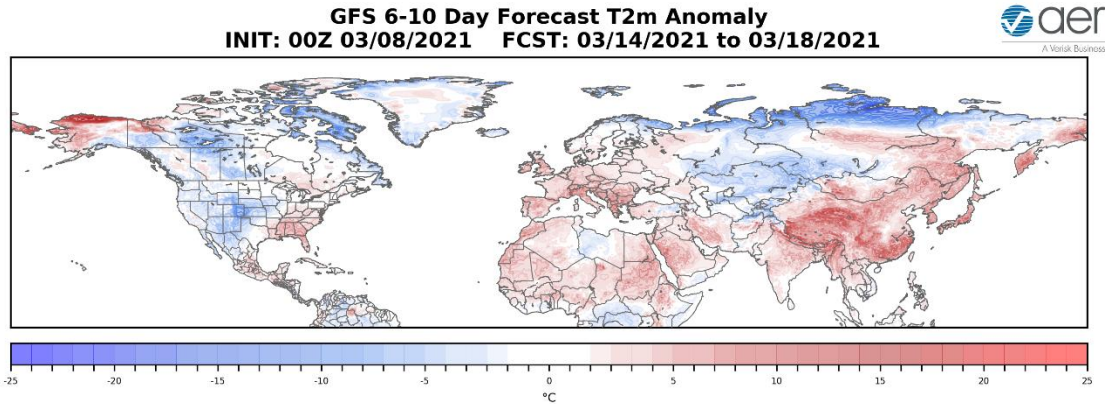 GFS 6-10 Day Forecast T2m Anomaly
INIT: 00Z 03/08/2021 FCST: 03/14/2021 to 03/18/2021
aer
A Verisk Business
-25 -20 -15 -10 -5 0 5 10 15 20 25
°C